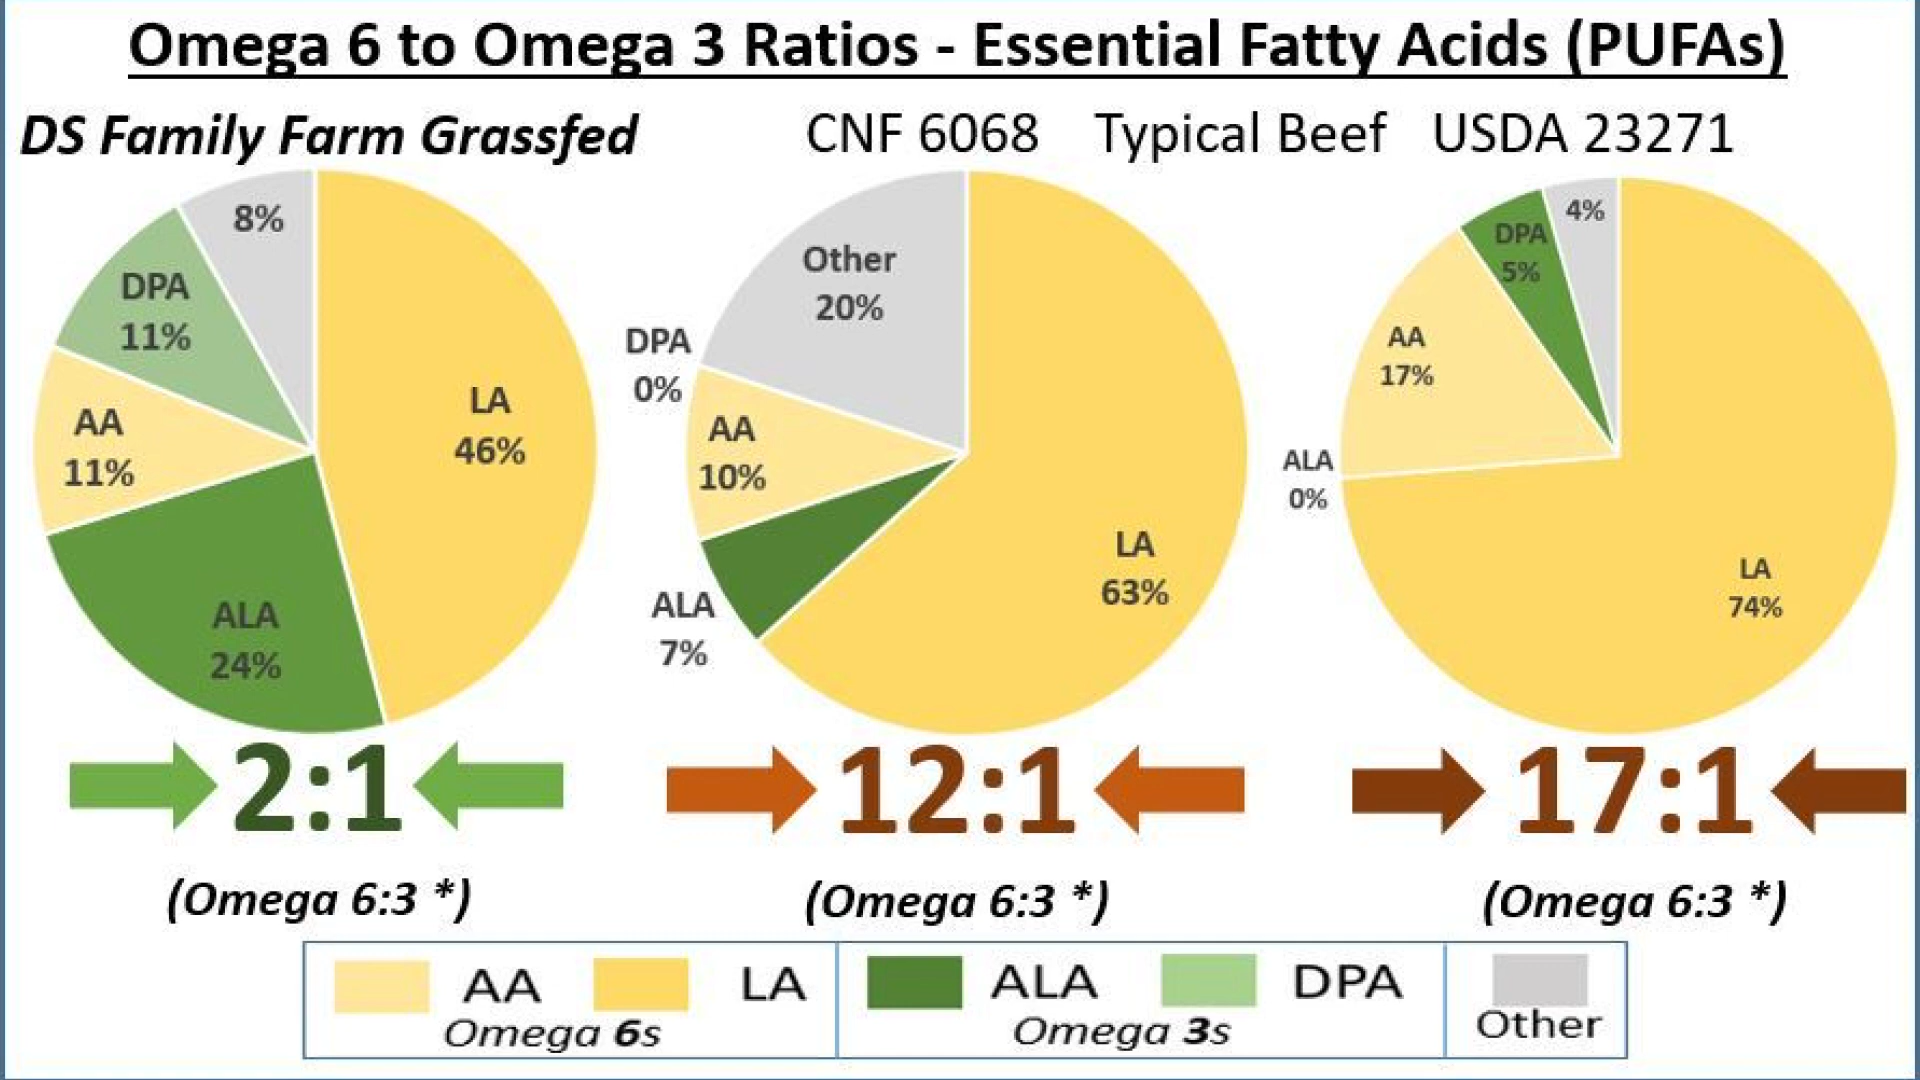 Omega 6 to Omega 3 Ratios - Essential Fatty Acids (PUFAs)
DS Family Farm Grassfed
CNF 6068 Typical Beef USDA 23271
8%
DPA
11%
AA
11%
ALA
24%
LA
46%
Other
20%
DPA
0%
AA
10%
ALA
7%
LA
63%
4%
DPA
5%
AA
17%
ALA
0%
LA
74%
2:1
12:1
17:1
(Omega 6:3 *)
(Omega 6:3 *)
(Omega 6:3 *)
AA LA
Omega 6s
ALA DPA
Omega 3s
Other